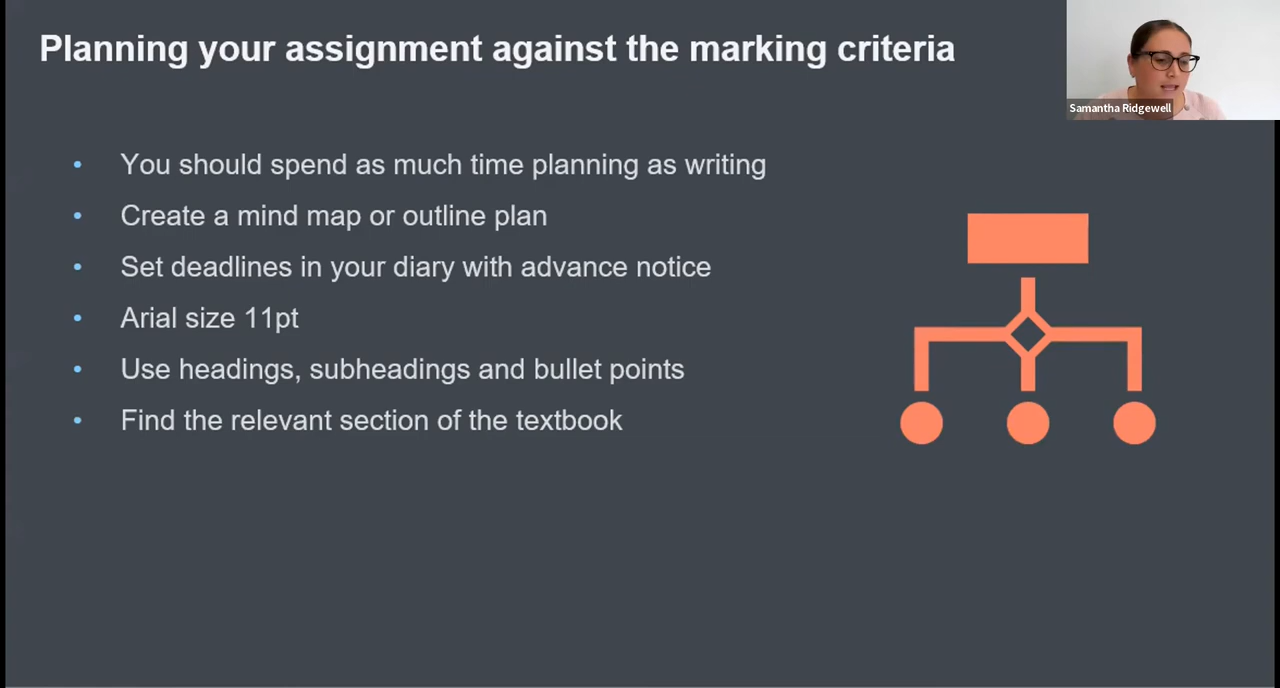 Planning your assignment against the marking criteria
Samantha Ridgewell
• You should spend as much time planning as writing
• Create a mind map or outline plan
• Set deadlines in your diary with advance notice
• Arial size 11pt
• Use headings, subheadings and bullet points
• Find the relevant section of the textbook